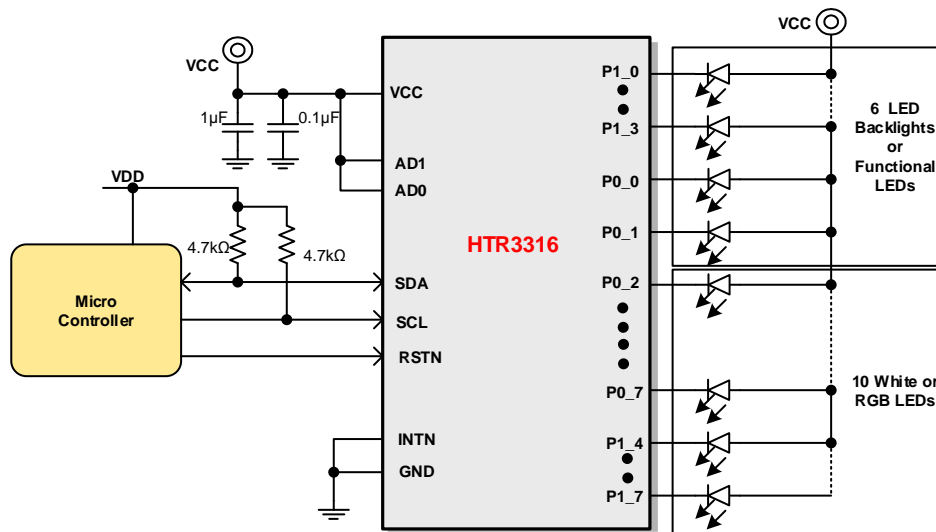 VCC
VCC
1µF
0.1µF
VDD
4.7kΩ
4.7kΩ
Micro
Controller
VCC
AD1
AD0
SDA
SCL
RSTN
INTN
GND
HTR3316
P1_0
P1_3
P0_0
P0_1
P0_2
P0_7
P1_4
P1_7
6 LED
Backlights
or
Functional
LEDs
10 White or
RGB LEDs